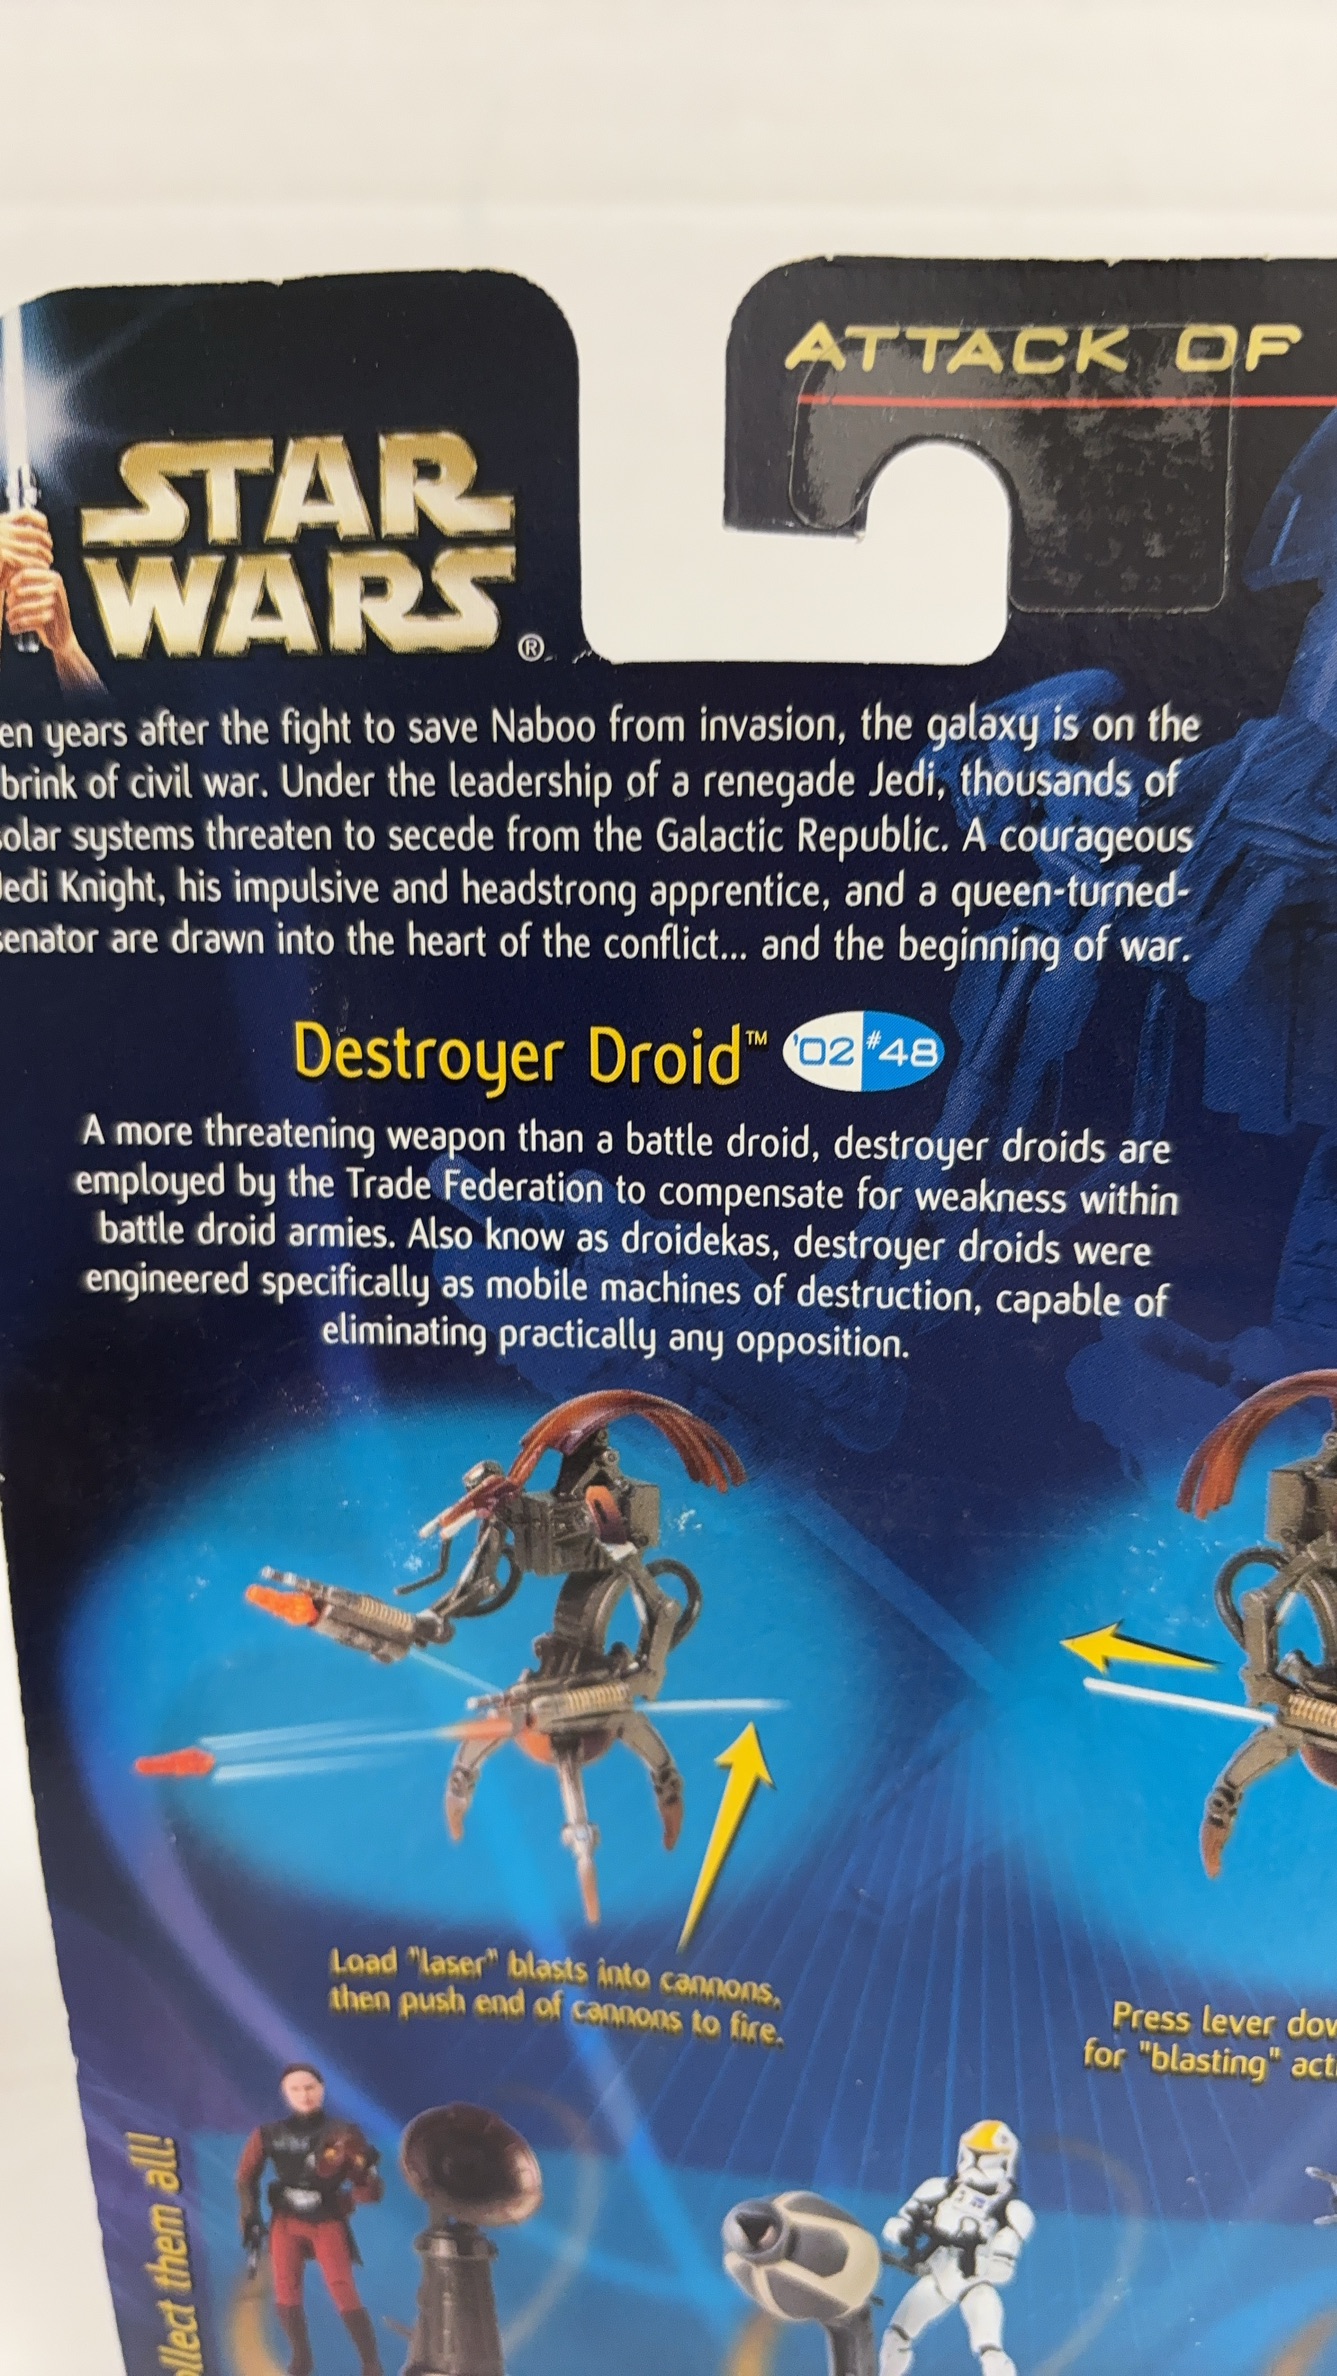 ATTACK OF
STAR
WARS®
en years after the fight to save Naboo from invasion, the galaxy is on the
brink of civil war. Under the leadership of a renegade Jedi, thousands of
solar systems threaten to secede from the Galactic Republic. A courageous
Jedi Knight, his impulsive and headstrong apprentice, and a queen-turned-
senator are drawn into the heart of the conflict... and the beginning of war.
Destroyer Droid™ '02 #48
A more threatening weapon than a battle droid, destroyer droids are
employed by the Trade Federation to compensate for weakness within
battle droid armies. Also know as droidekas, destroyer droids were
engineered specifically as mobile machines of destruction, capable of
eliminating practically any opposition.
Load "laser" blasts into cannons,
then push end of cannons to fire.
Press lever dow
for "blasting" act
ollect them all!